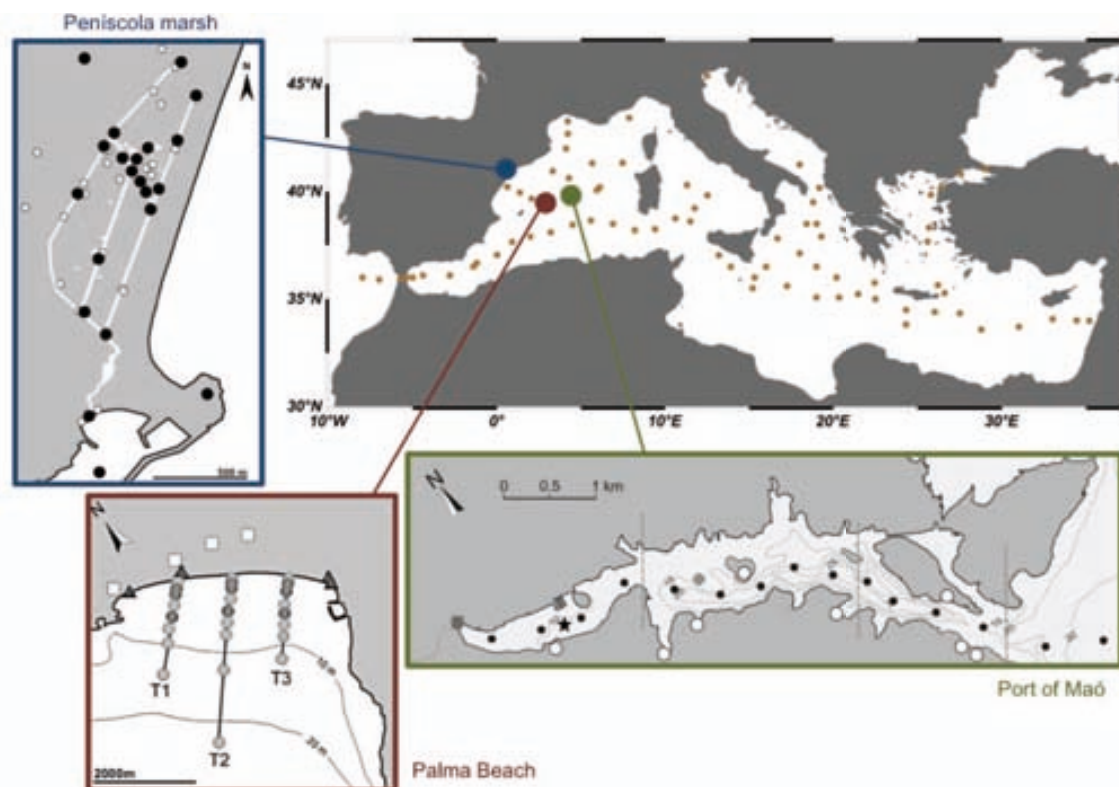 Peniscola marsh
N
500 m
45°N
40°N
35°N
30°N
10°W
0°
10°E
20°E
30°E
N
0 0.5 1 km
Port of Maó
N
T1
T2
T3
10 m
20 m
2000m
Palma Beach